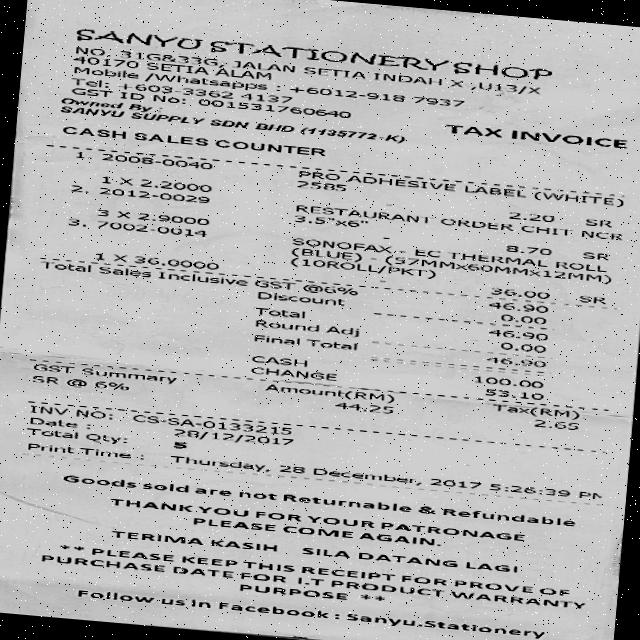 SANYU STATIONERY SHOP
NO. 31G&33G, JALAN SETIA INDAH X ,U13/X
40170 SETIA ALAM
Mobile /Whatsapps : +6012-918 7937
Tel: +603-3362 4137
GST ID No: 001531760640
Owned By :
SANYU SUPPLY SDN BHD (1135772-K)
TAX INVOICE
CASH SALES COUNTER
1. 2008-0040 PRO ADHESIVE LABEL (WHITE)
2585
1 X 2.2000 - 2.20 SR
2. 2012-0029 RESTAURANT ORDER CHIT NCR
3.5"x6"
3 X 2.9000 - 8.70 SR
3. 7002-0014 SONOFAX - EC THERMAL ROLL
(BLUE) - (57MMx60MMx12MM)
(10ROLL/PKT)
1 X 36.0000 - 36.00 SR
Total Sales Inclusive GST @6% 46.90
Discount 0.00
Total 46.90
Round Adj 0.00
Final Total 46.90
CASH 100.00
CHANGE 53.10
GST Summary Amount(RM) Tax(RM)
SR @ 6% 44.25 2.65
INV NO: CS-SA-0133215
Date : 28/12/2017
Total Qty: 5
Print Time : Thursday, 28 December, 2017 5:26:39 PM
Goods sold are not Returnable & Refundable
THANK YOU FOR YOUR PATRONAGE
PLEASE COME AGAIN.
TERIMA KASIH SILA DATANG LAGI
** PLEASE KEEP THIS RECEIPT FOR PROVE OF
PURCHASE DATE FOR I.T PRODUCT WARRANTY
PURPOSE **
Follow us in Facebook : Sanyu.Stationery